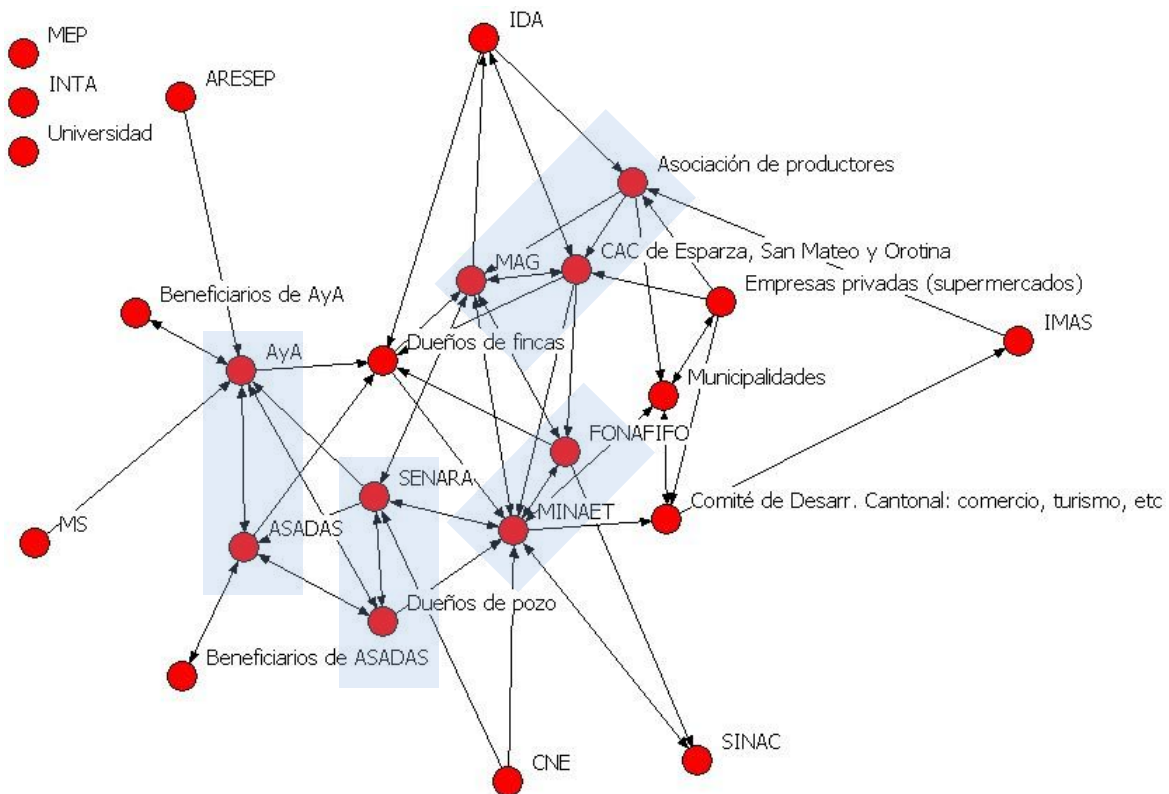 IDA
MEP
ARESEP
INTA
Universidad
Asociación de productores
MAG
CAC de Esparza, San Mateo y Orotina
Empresas privadas (supermercados)
Beneficiarios de AyA
IMAS
AyA
Dueños de fincas
Municipalidades
FONAFIFO
SENARA
Comité de Desarr. Cantonal: comercio, turismo, etc
MINAET
MS
ASADAS
Dueños de pozo
Beneficiarios de ASADAS
SINAC
CNE